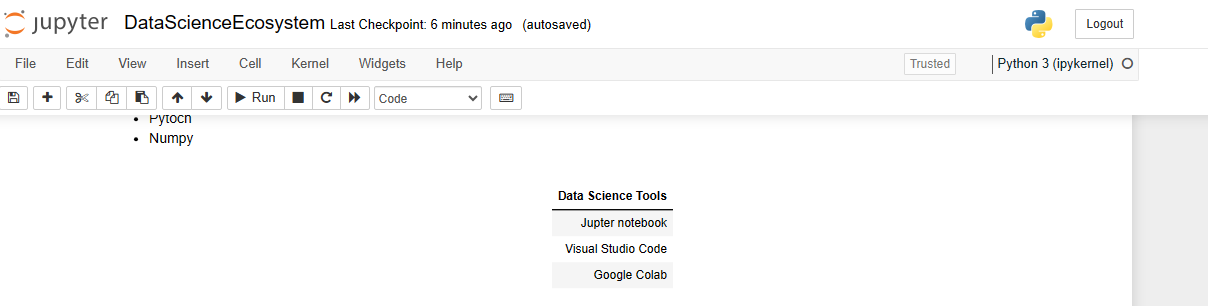 jupyter DataScienceEcosystem Last Checkpoint: 6 minutes ago (autosaved) Logout
File Edit View Insert Cell Kernel Widgets Help Trusted Python 3 (ipykernel)
Run Code
Pytoch
Numpy
Data Science Tools
Jupter notebook
Visual Studio Code
Google Colab